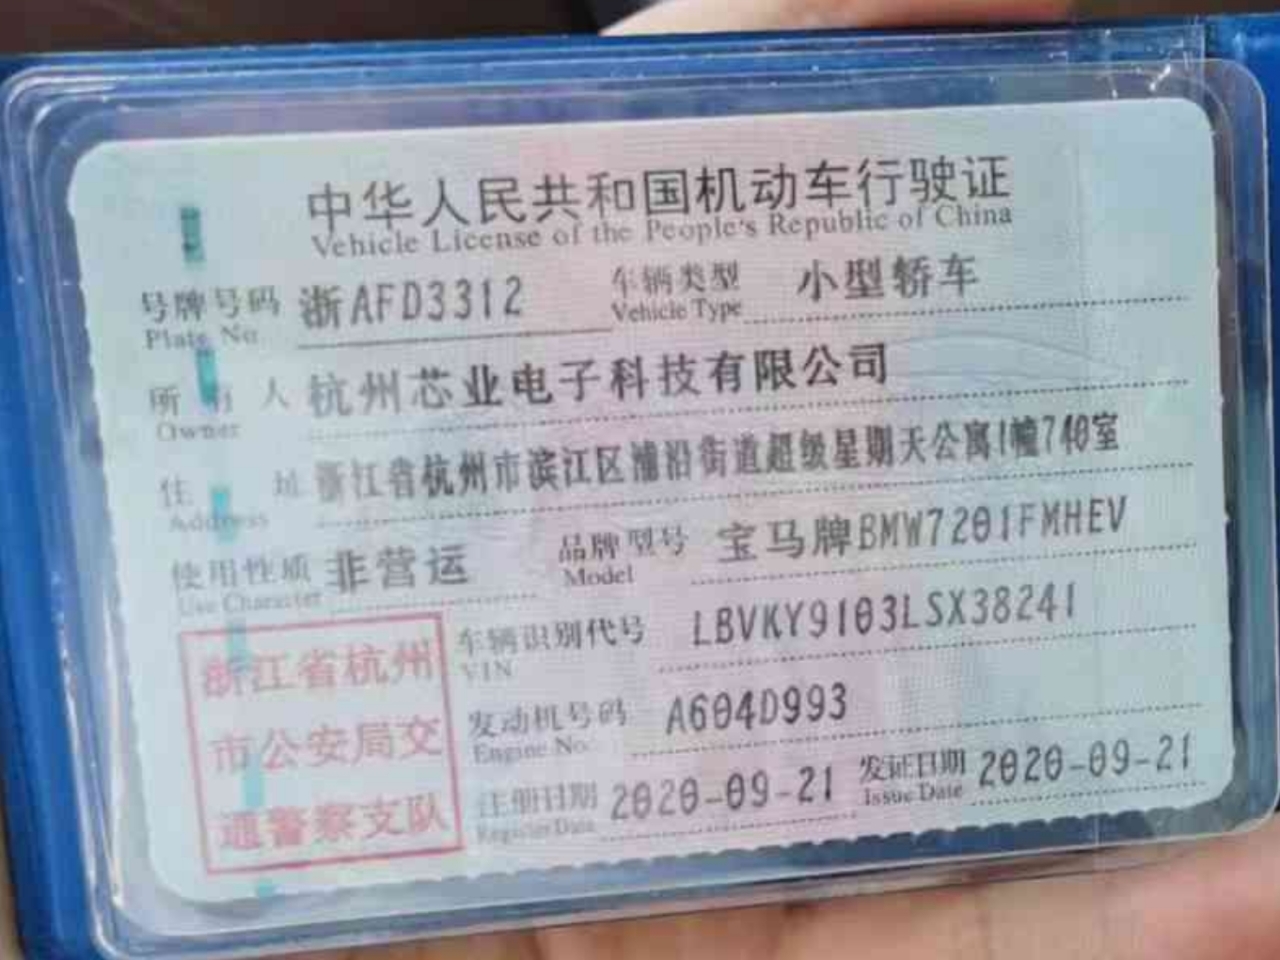 中华人民共和国机动车行驶证
Vehicle License of the People's Republic of China
号牌号码 浙AFD3312 车辆类型 小型轿车
Plate No Vehicle Type
所有人 杭州芯业电子科技有限公司
Owner
住址 浙江省杭州市滨江区浦沿街道超级星期天公寓1幢740室
Address
使用性质 非营运 品牌型号 宝马牌BMW7201FMHEV
Use Character Model
车辆识别代号 LBVKY9103LSX38241
VIN
发动机号码 A604D993
Engine No.
注册日期 2020-09-21 发证日期 2020-09-21
Register Date Issue Date
浙江省杭州
市公安局交
通警察支队